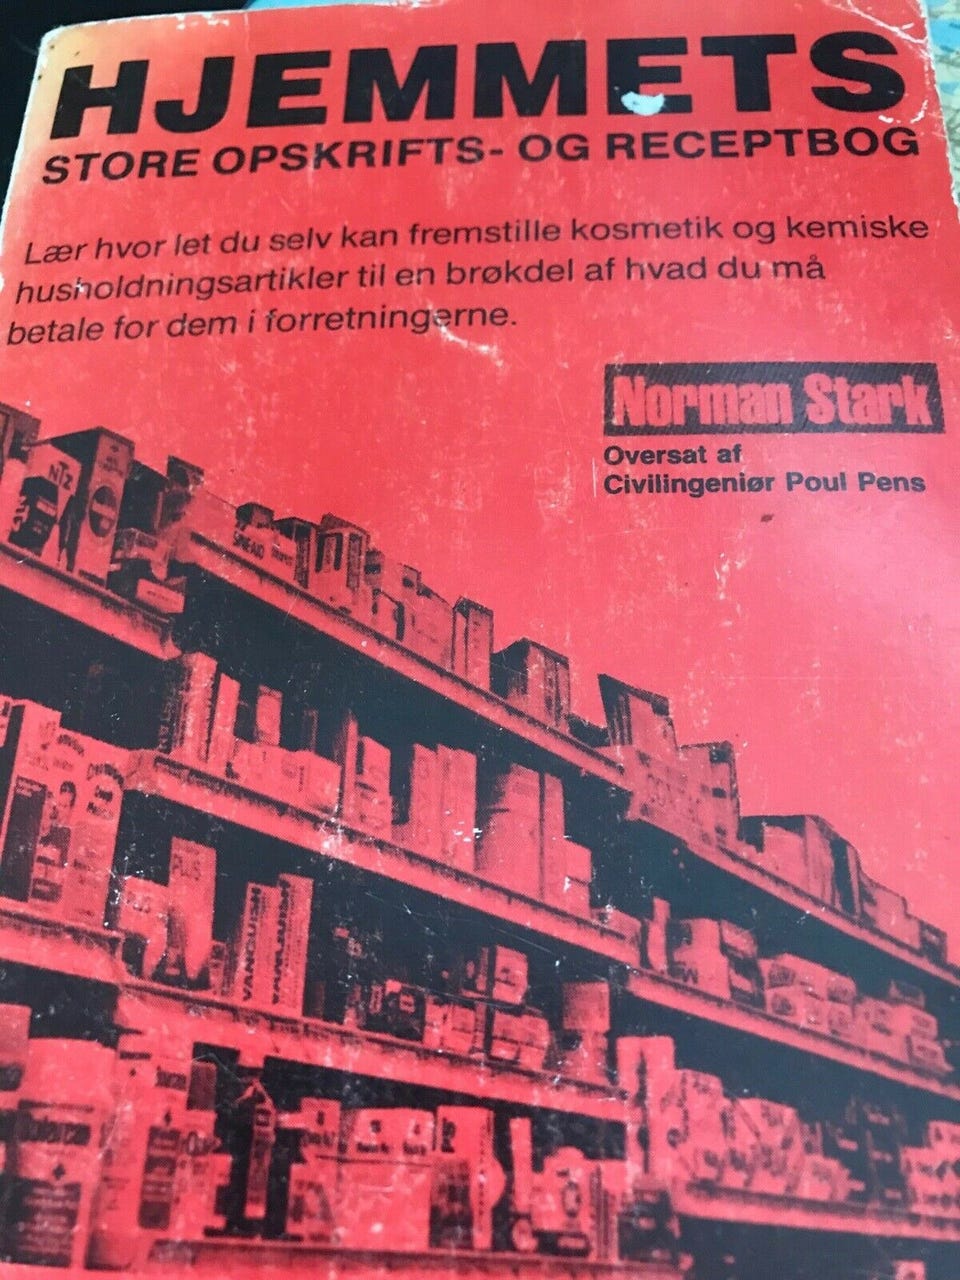 HJEMMETS
STORE OPSKRIFTS- OG RECEPTBOG
Lær hvor let du selv kan fremstille kosmetik og kemiske
husholdningsartikler til en brøkdel af hvad du må
betale for dem i forretningerne.
Norman Stark
Oversat af
Civilingeniør Poul Pens
VANQUISH